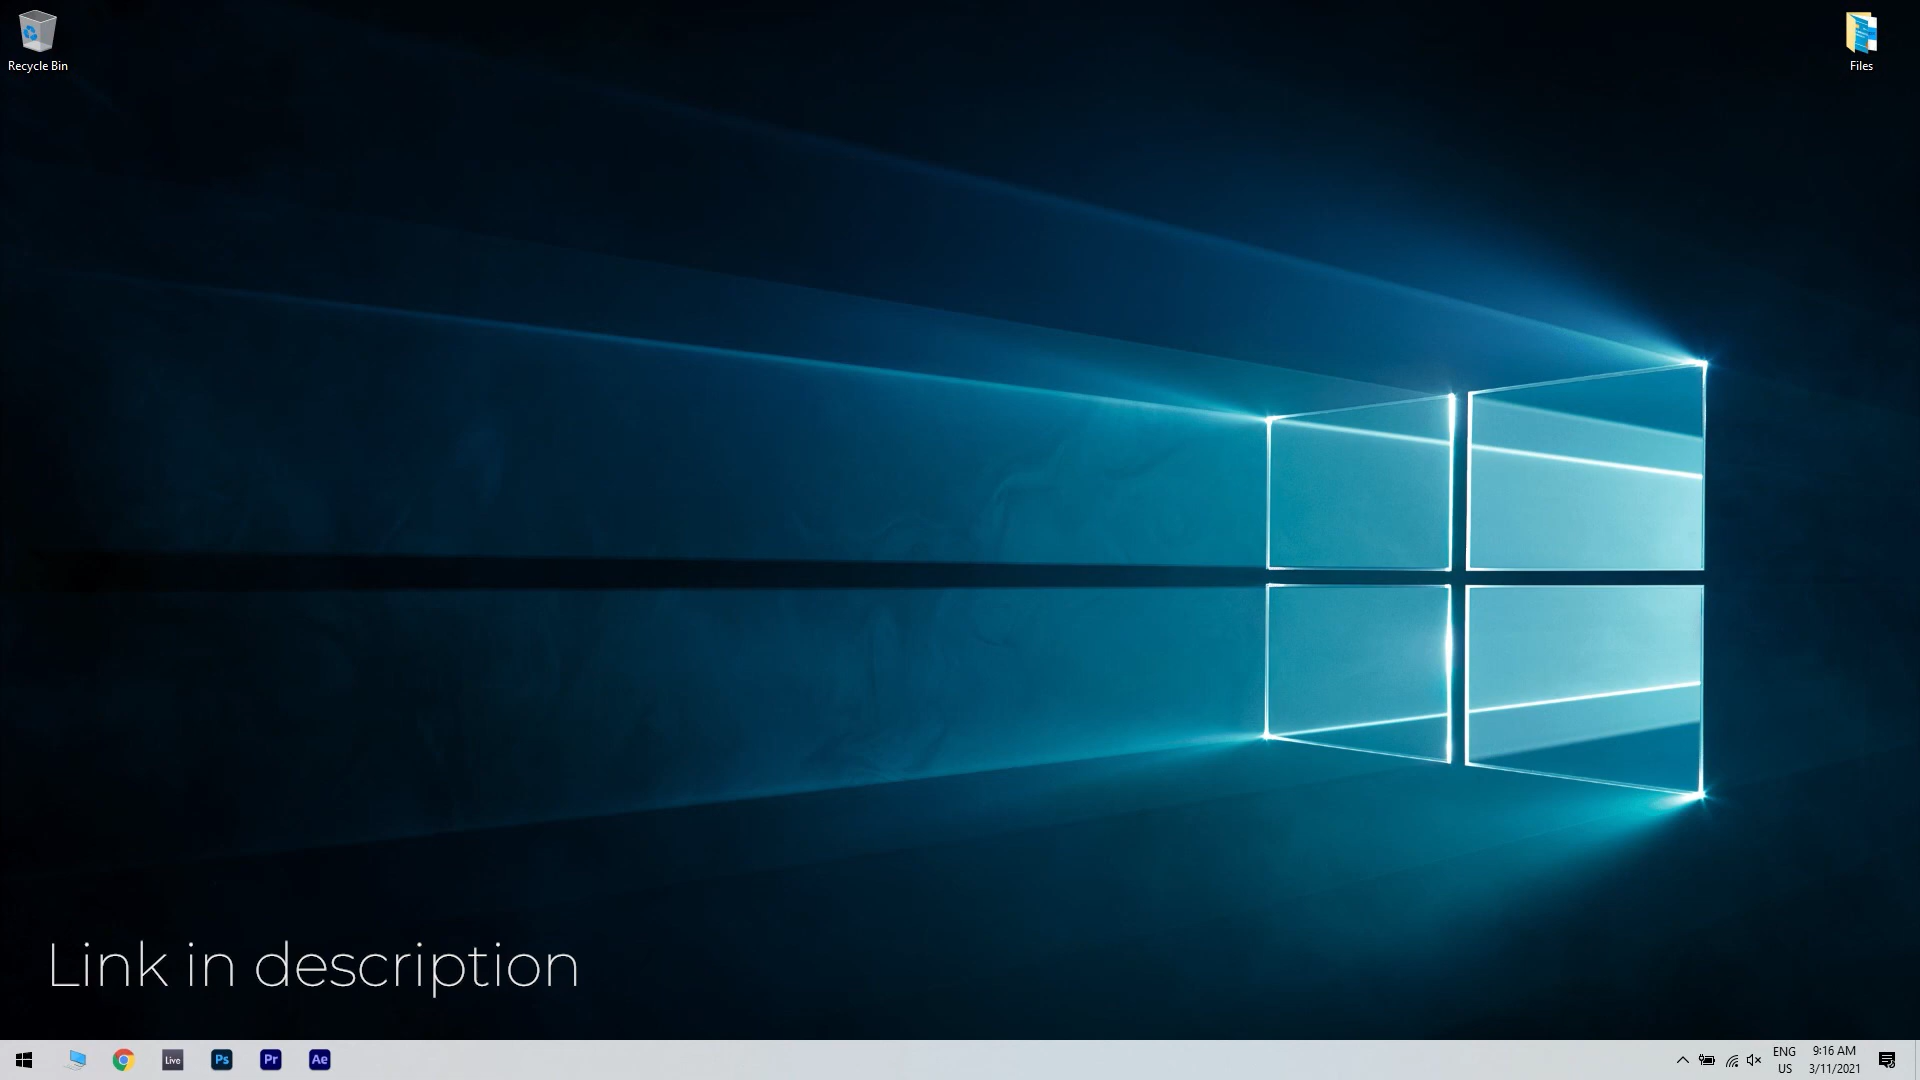 Recycle Bin
Files
Link in description
Live
Ps
Pr
Ae
ENG
US
9:16 AM
3/11/2021